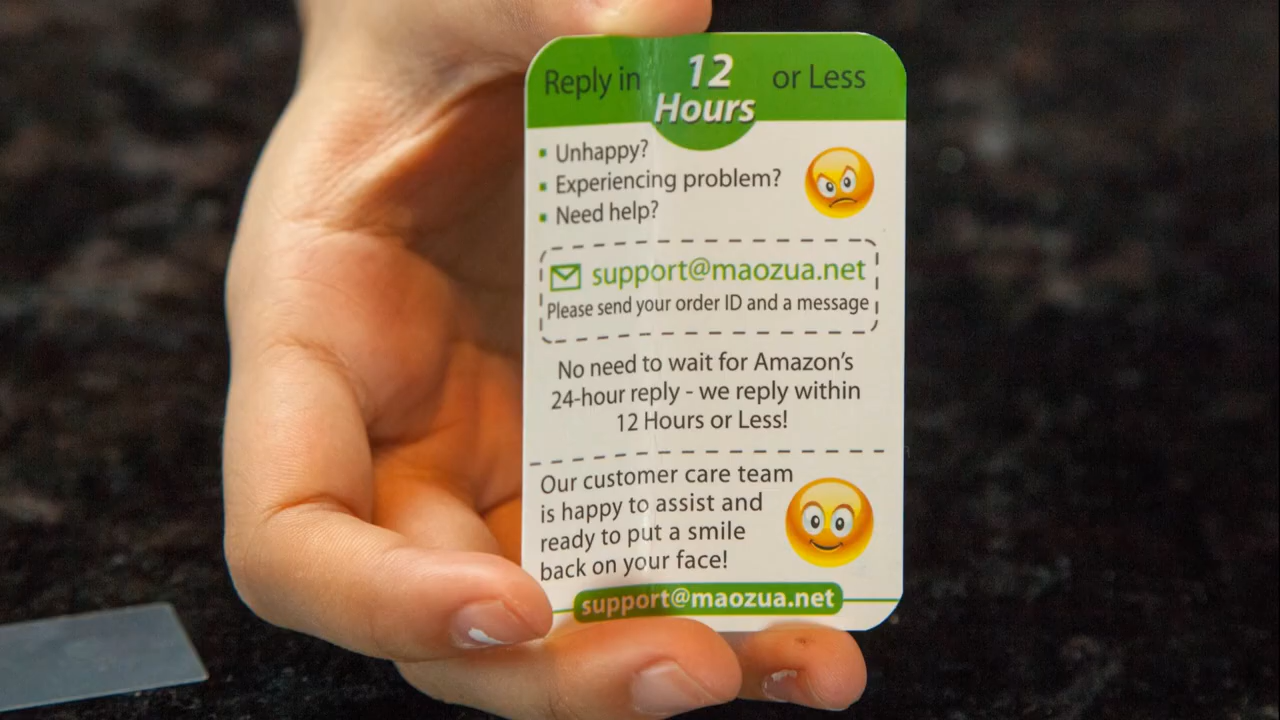 Reply in 12 Hours or Less
Unhappy?
Experiencing problem?
Need help?
support@maozua.net
Please send your order ID and a message
No need to wait for Amazon's
24-hour reply - we reply within
12 Hours or Less!
Our customer care team
is happy to assist and
ready to put a smile
back on your face!
support@maozua.net